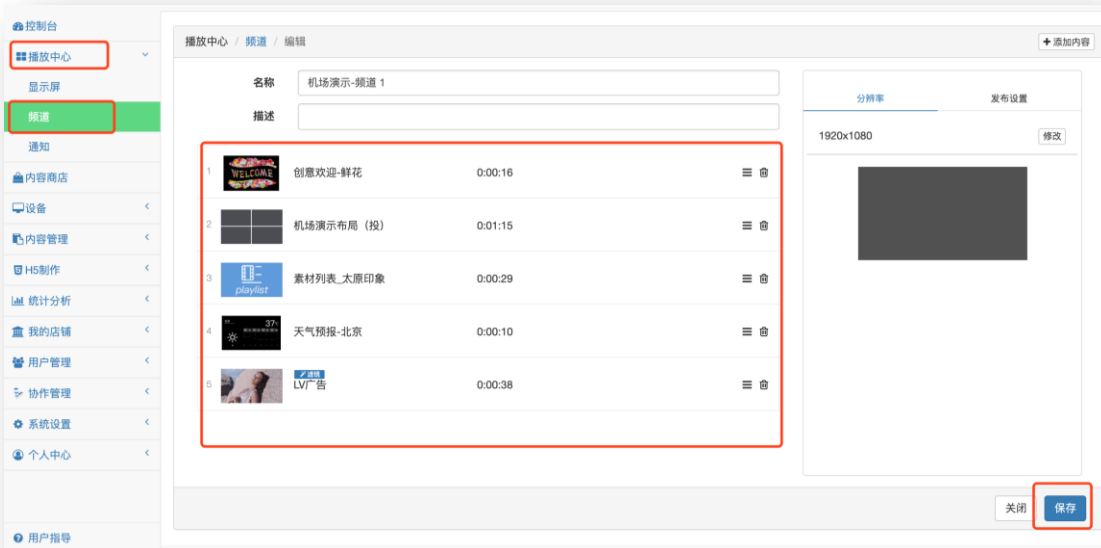 控制台
播放中心
显示屏
频道
通知
内容商店
设备
内容管理
H5制作
统计分析
我的店铺
用户管理
协作管理
系统设置
个人中心
用户指导
播放中心 / 频道 / 编辑
添加内容
名称 机场演示-频道 1
描述
1 WELCOME 创意欢迎-鲜花 0:00:16
2 机场演示布局（投） 0:01:15
3 playlist 素材列表_太原印象 0:00:29
4 37 天气预报-北京 0:00:10
5 LV广告 0:00:38
分辨率 发布设置
1920x1080 修改
关闭 保存